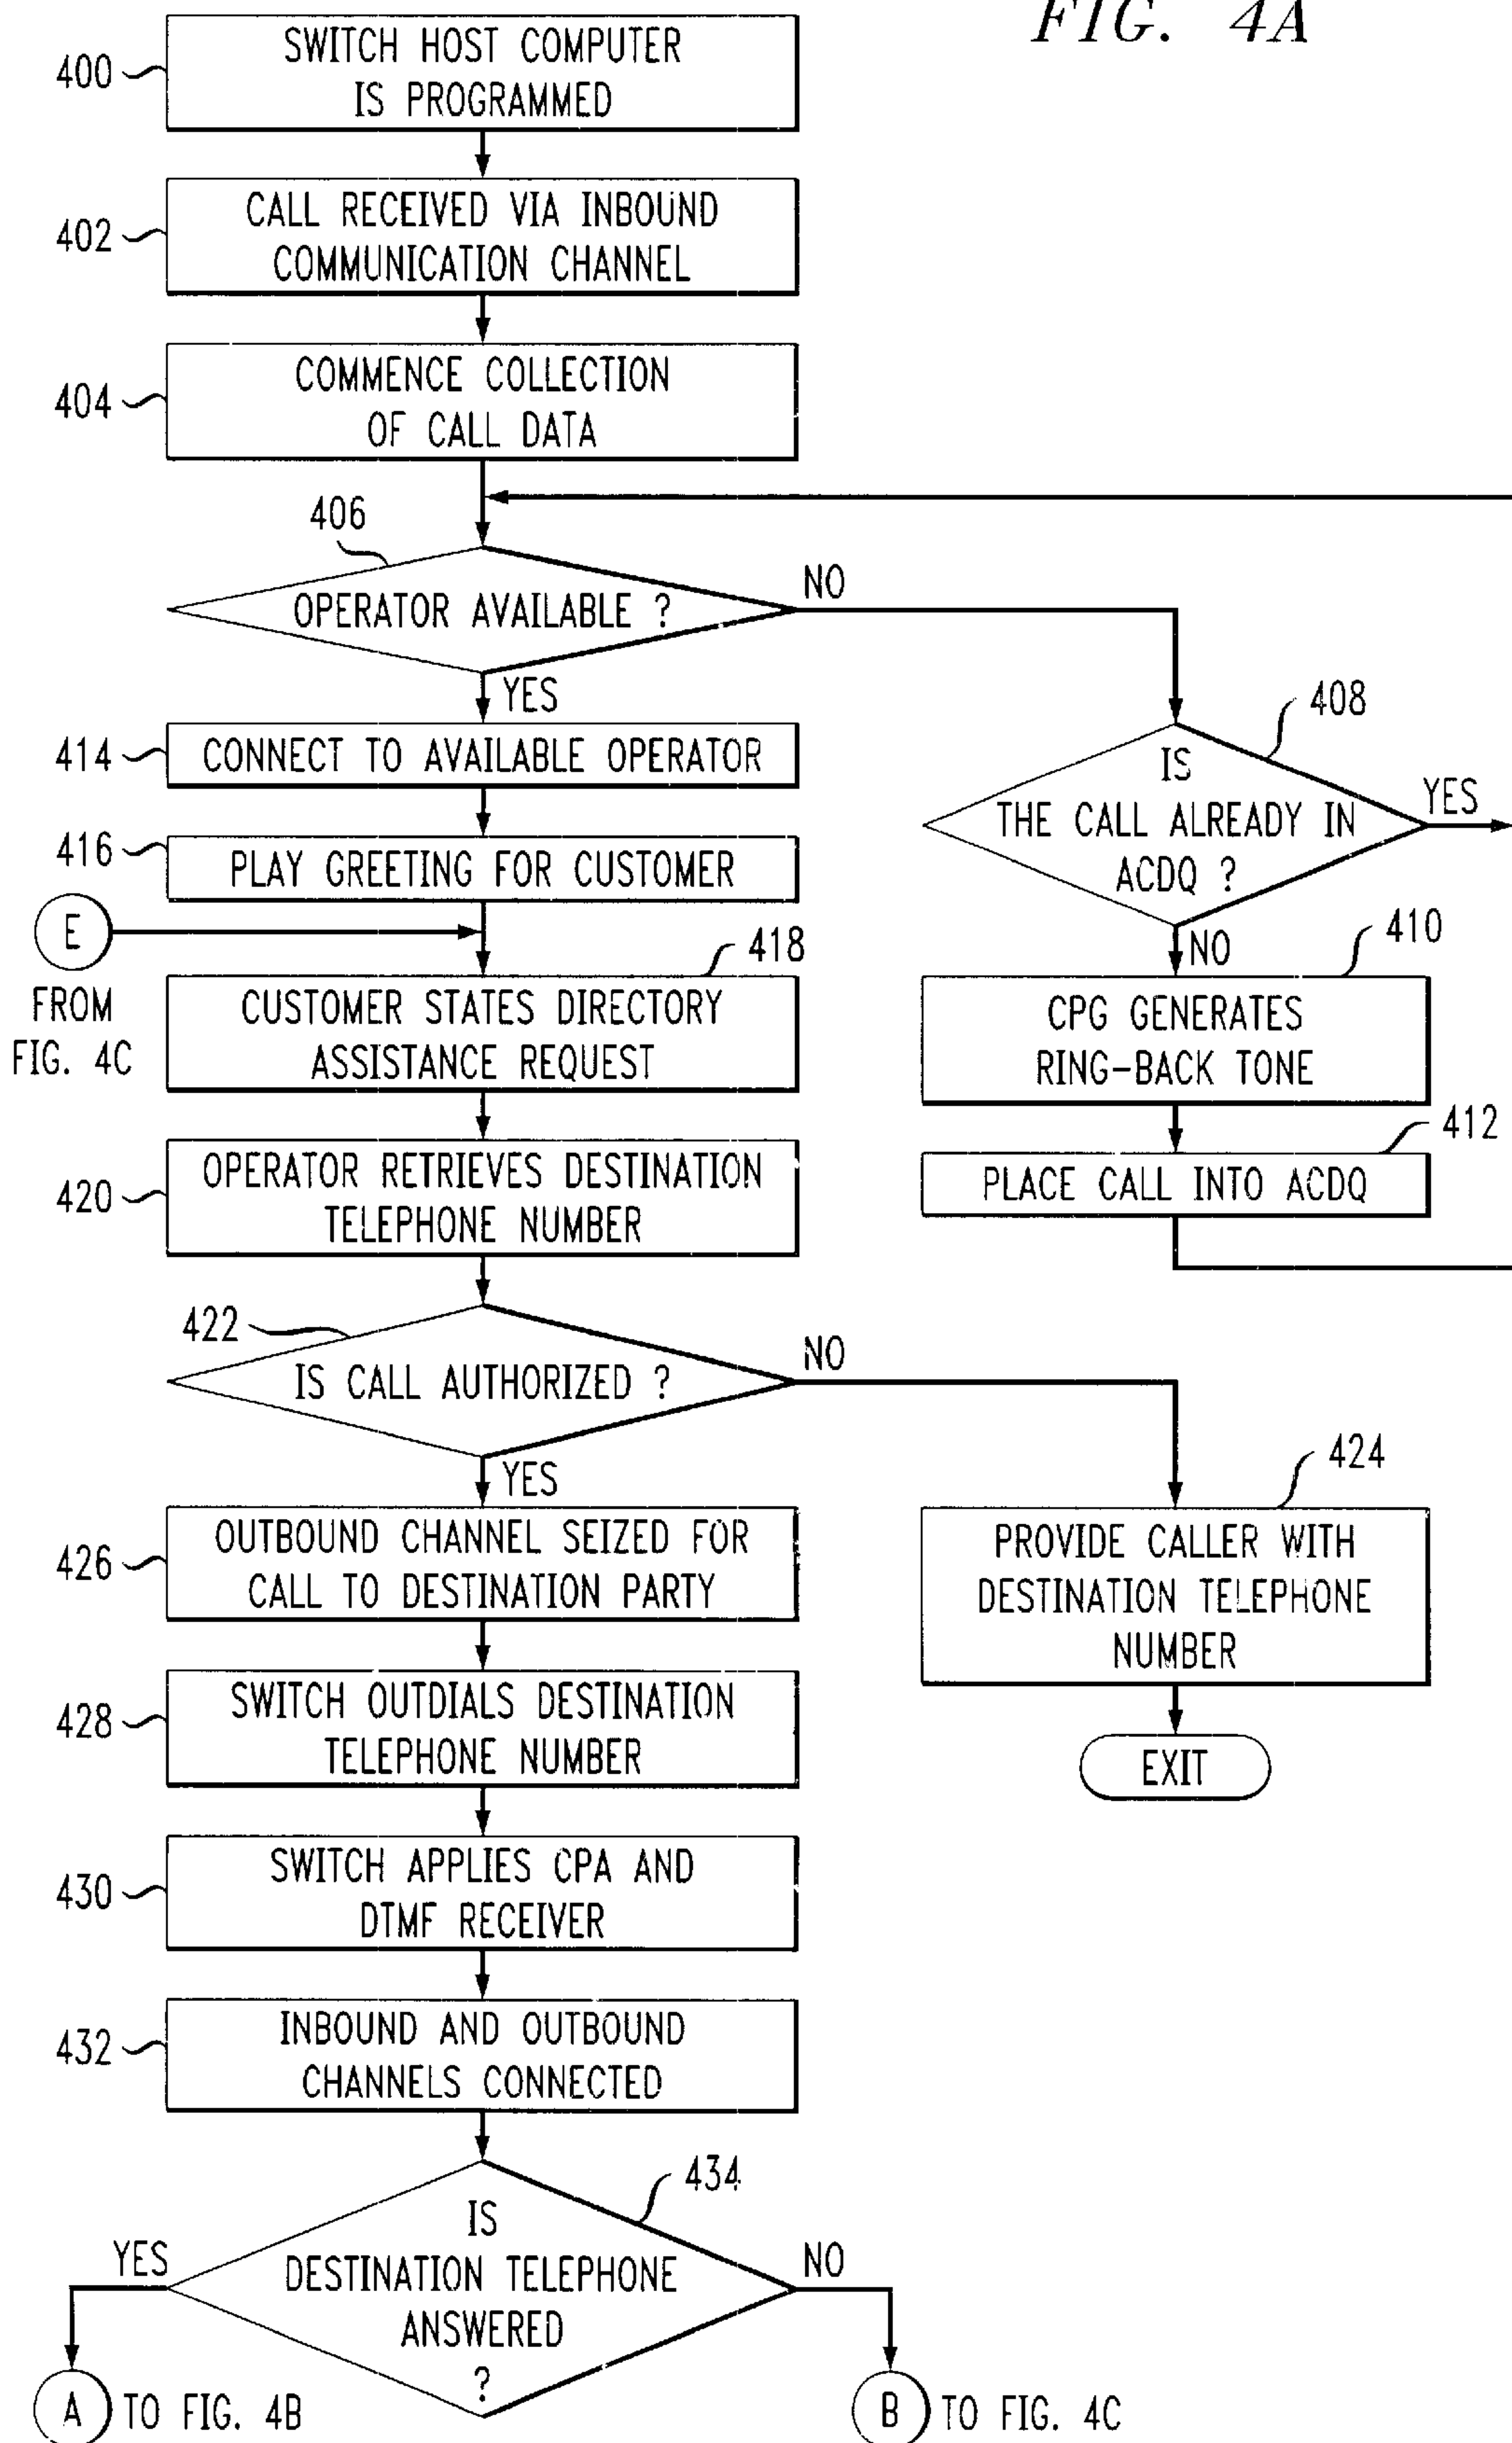 FIG. 4A
400
SWITCH HOST COMPUTER
IS PROGRAMMED
402
CALL RECEIVED VIA INBOUND
COMMUNICATION CHANNEL
404
COMMENCE COLLECTION
OF CALL DATA
406
OPERATOR AVAILABLE ?
NO
YES
408
IS
THE CALL ALREADY IN
ACDQ ?
YES
NO
410
CPG GENERATES
RING-BACK TONE
412
PLACE CALL INTO ACDQ
414
CONNECT TO AVAILABLE OPERATOR
416
PLAY GREETING FOR CUSTOMER
E
FROM
FIG. 4C
418
CUSTOMER STATES DIRECTORY
ASSISTANCE REQUEST
420
OPERATOR RETRIEVES DESTINATION
TELEPHONE NUMBER
422
IS CALL AUTHORIZED ?
NO
YES
424
PROVIDE CALLER WITH
DESTINATION TELEPHONE
NUMBER
EXIT
426
OUTBOUND CHANNEL SEIZED FOR
CALL TO DESTINATION PARTY
428
SWITCH OUTDIALS DESTINATION
TELEPHONE NUMBER
430
SWITCH APPLIES CPA AND
DTMF RECEIVER
432
INBOUND AND OUTBOUND
CHANNELS CONNECTED
434
IS
DESTINATION TELEPHONE
ANSWERED
?
YES
NO
A TO FIG. 4B
B TO FIG. 4C